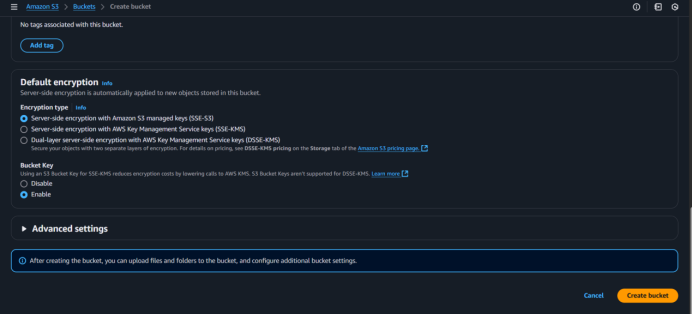 Amazon S3 > Buckets > Create bucket
No tags associated with this bucket.
Add tag
Default encryption Info
Server-side encryption is automatically applied to new objects stored in this bucket.
Encryption type Info
Server-side encryption with Amazon S3 managed keys (SSE-S3)
Server-side encryption with AWS Key Management Service keys (SSE-KMS)
Dual-layer server-side encryption with AWS Key Management Service keys (DSSE-KMS)
Secure your objects with two separate layers of encryption. For details on pricing, see DSSE-KMS pricing on the Storage tab of the Amazon S3 pricing page.
Bucket Key
Using an S3 Bucket Key for SSE-KMS reduces encryption costs by lowering calls to AWS KMS. S3 Bucket Keys aren't supported for DSSE-KMS. Learn more
Disable
Enable
Advanced settings
After creating the bucket, you can upload files and folders to the bucket, and configure additional bucket settings.
Cancel
Create bucket